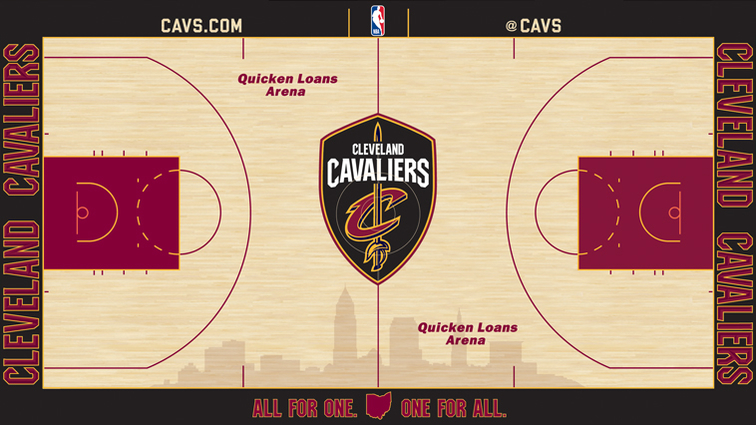 CAVS.COM
NBA
@CAVS
CLEVELAND CAVALIERS
Quicken Loans
Arena
CLEVELAND
CAVALIERS
C
Quicken Loans
Arena
CLEVELAND CAVALIERS
ALL FOR ONE. ONE FOR ALL.